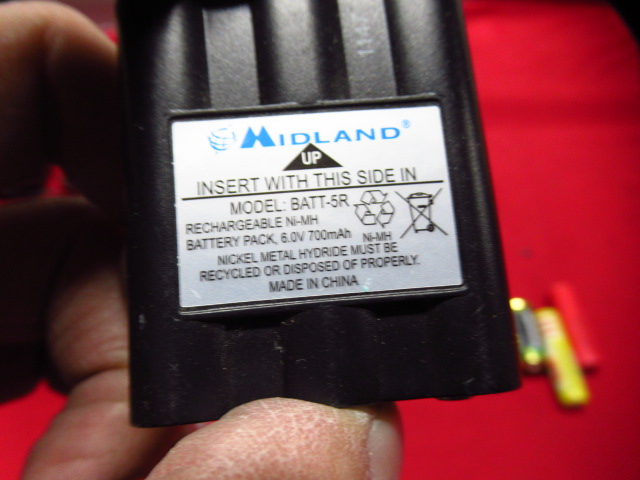 MIDLAND®
UP
INSERT WITH THIS SIDE IN
MODEL: BATT-5R
RECHARGEABLE Ni-MH
BATTERY PACK, 6.0V 700mAh
Ni-MH
NICKEL METAL HYDRIDE MUST BE
RECYCLED OR DISPOSED OF PROPERLY.
MADE IN CHINA